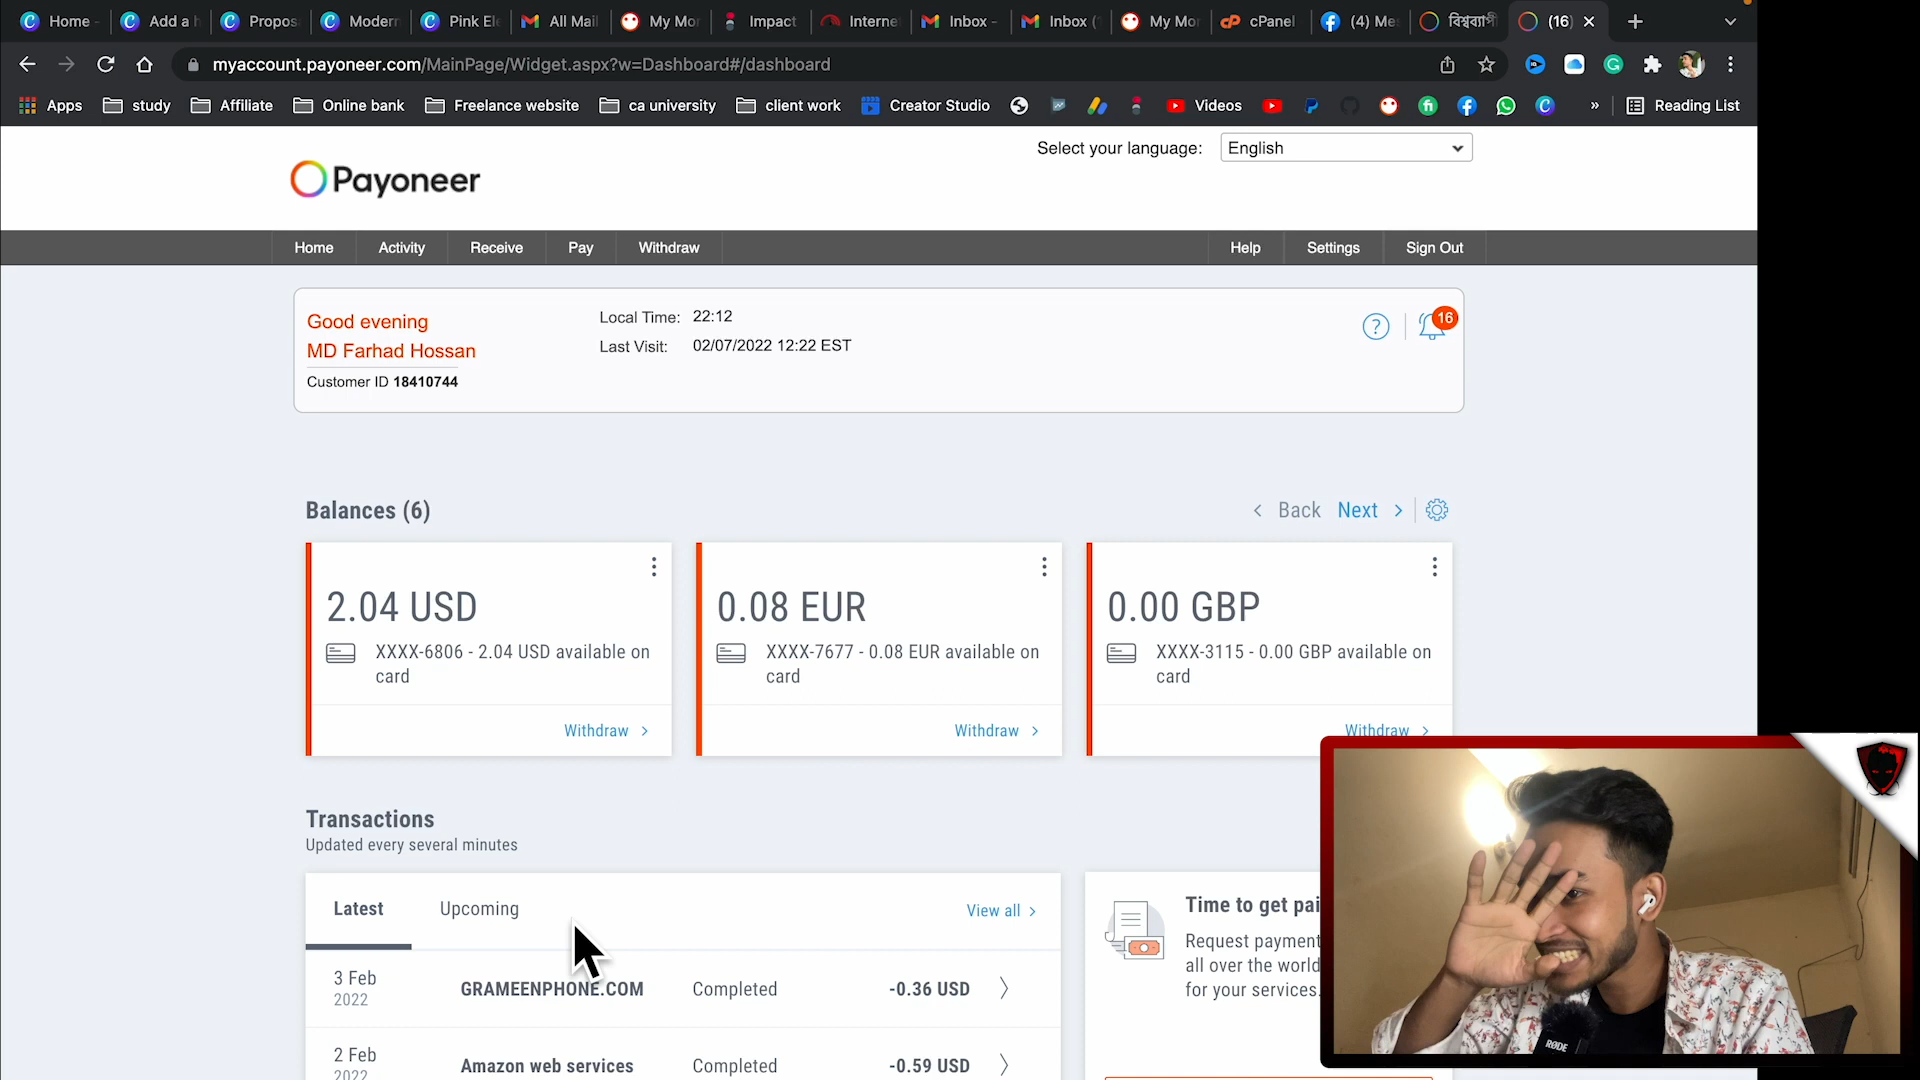 Home -
Add a h
Propos
Modern
Pink El
All Mail
My Mor
Impact
Interne
Inbox -
Inbox (
My Mor
cPanel
(4) Me
বিশ্বব্যাপী
(16)
myaccount.payoneer.com/MainPage/Widget.aspx?w=Dashboard#/dashboard
Apps
study
Affiliate
Online bank
Freelance website
ca university
client work
Creator Studio
Videos
»
Reading List
Select your language:
English
Payoneer
Home
Activity
Receive
Pay
Withdraw
Help
Settings
Sign Out
Good evening
MD Farhad Hossan
Customer ID 18410744
Local Time: 22:12
Last Visit: 02/07/2022 12:22 EST
?
16
Balances (6)
Back
Next
2.04 USD
XXXX-6806 - 2.04 USD available on
card
Withdraw
0.08 EUR
XXXX-7677 - 0.08 EUR available on
card
Withdraw
0.00 GBP
XXXX-3115 - 0.00 GBP available on
card
Withdraw
Transactions
Updated every several minutes
Latest
Upcoming
View all
3 Feb
2022
GRAMEENPHONE.COM
Completed
-0.36 USD
2 Feb
2022
Amazon web services
Completed
-0.59 USD
Time to get pai
Request payment
all over the world
for your services.
RØDE